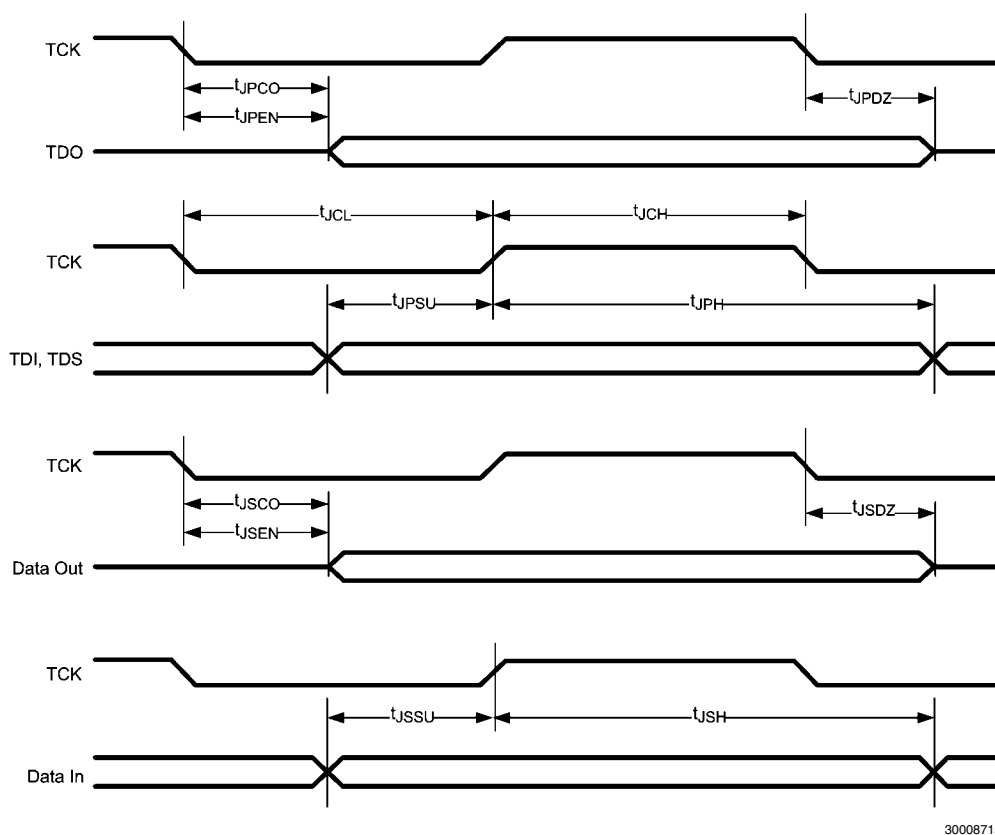 TCK
tJPCO
tJPEN
tJPDZ
TDO
tJCL
tJCH
TCK
tJPSU
tJPH
TDI, TDS
TCK
tJSCO
tJSEN
tJSDZ
Data Out
TCK
tJSSU
tJSH
Data In
3000871